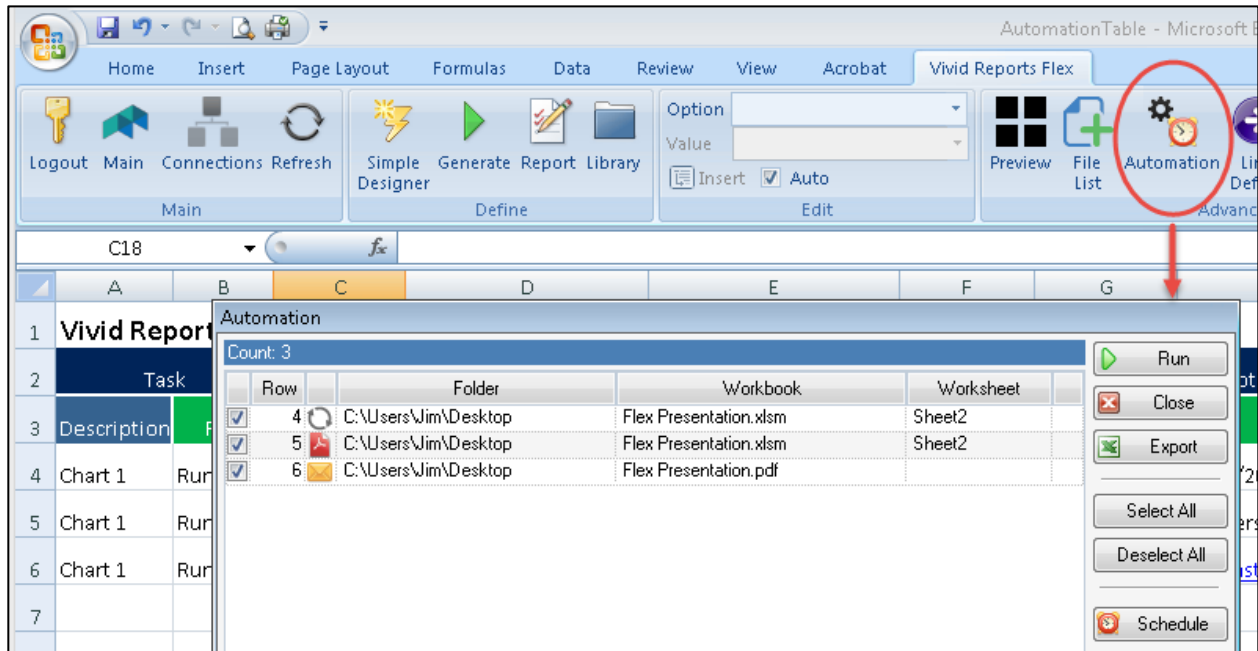 AutomationTable - Microsoft E
Home Insert Page Layout Formulas Data Review View Acrobat Vivid Reports Flex
Logout Main Connections Refresh
Simple Designer Generate Report Library
Option
Value
Insert Auto
Preview File List Automation
Main Define Edit Advanc
C18 fx
A B C D E F G
1 Vivid Report
2 Task
3 Description
4 Chart 1 Run
5 Chart 1 Run
6 Chart 1 Run
7
Automation
Count: 3
Row Folder Workbook Worksheet
4 C:\Users\Jim\Desktop Flex Presentation.xlsm Sheet2
5 C:\Users\Jim\Desktop Flex Presentation.xlsm Sheet2
6 C:\Users\Jim\Desktop Flex Presentation.pdf
Run
Close
Export
Select All
Deselect All
Schedule